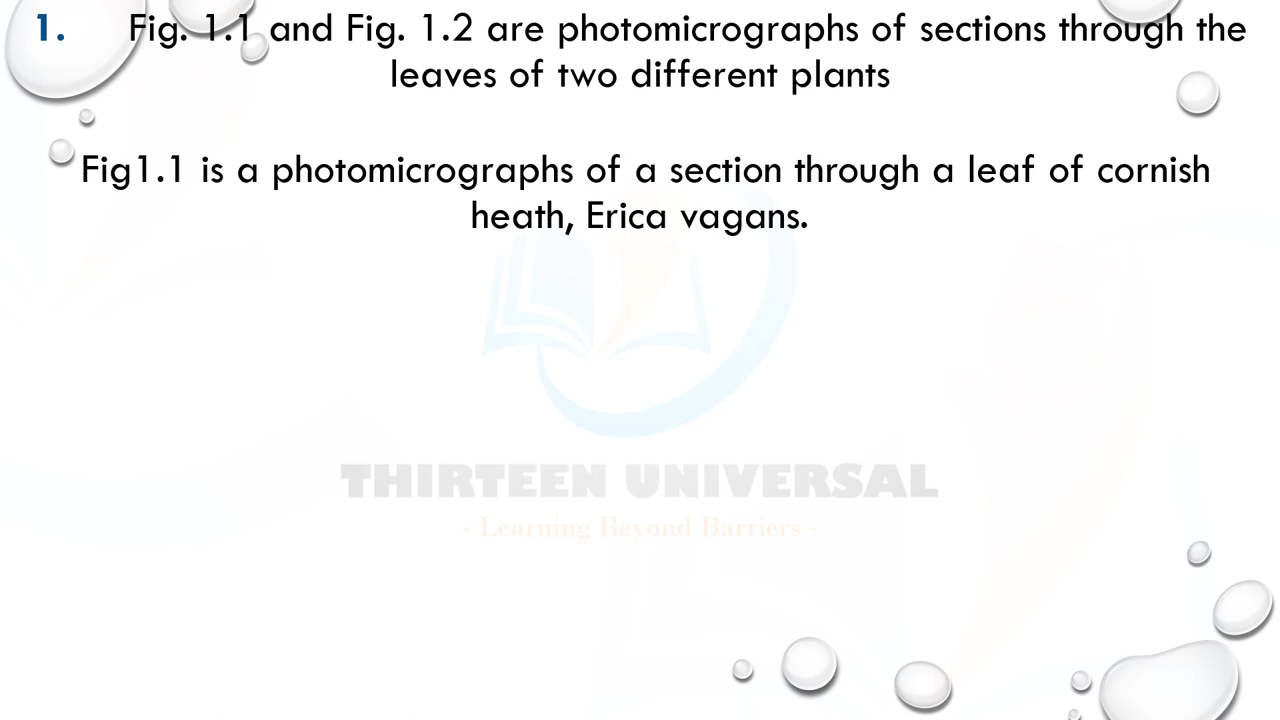 1. Fig. 1.1 and Fig. 1.2 are photomicrographs of sections through the
leaves of two different plants
Fig1.1 is a photomicrographs of a section through a leaf of cornish
heath, Erica vagans.
THIRTEEN UNIVERSAL
- Learning Beyond Barriers -